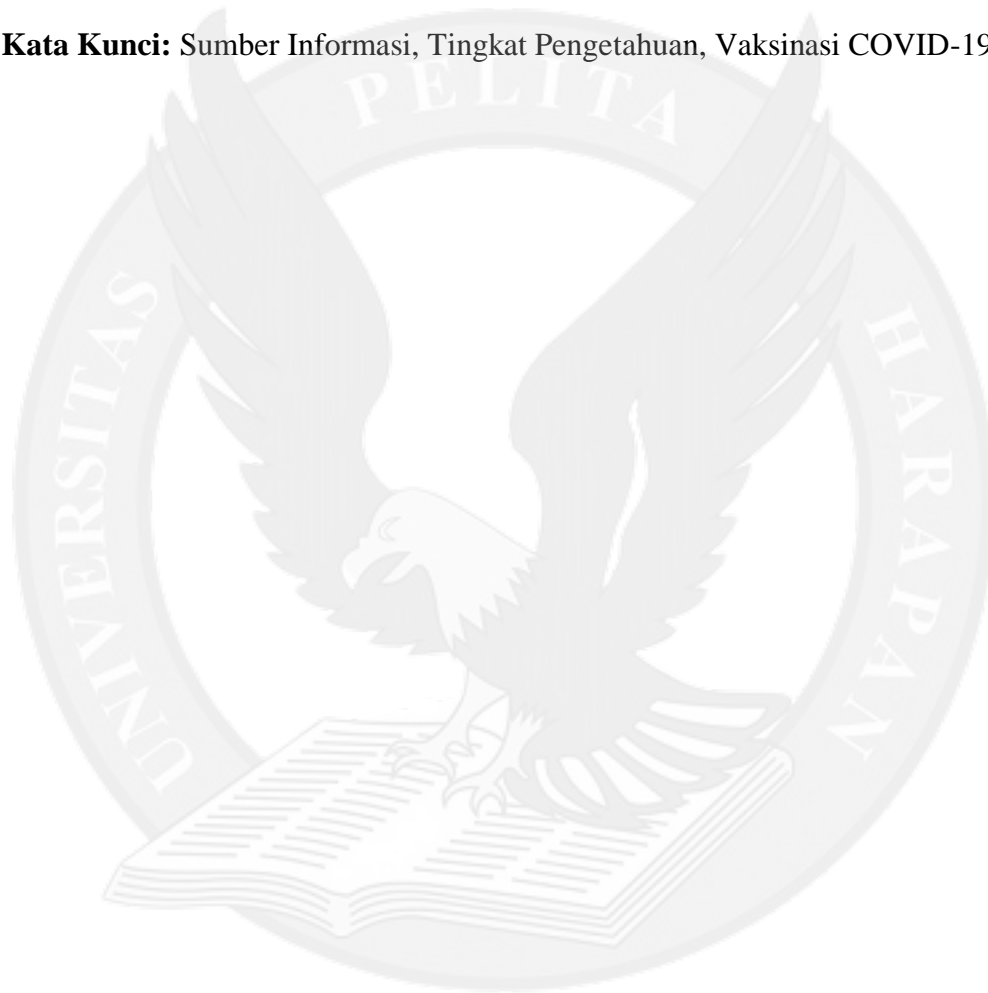 Kata Kunci: Sumber Informasi, Tingkat Pengetahuan, Vaksinasi COVID-19
UNIVERSITAS PELITA HARAPAN